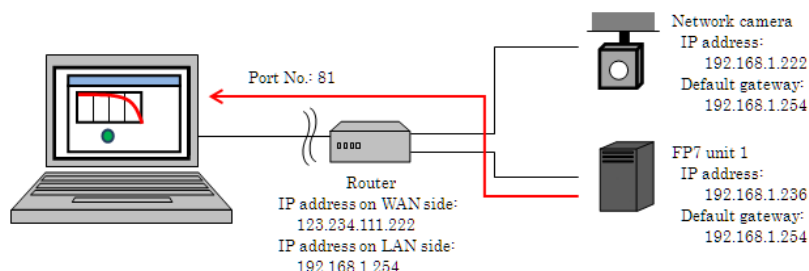 Port No.: 81
Router
IP address on WAN side:
123.234.111.222
IP address on LAN side:
192.168.1.254
Network camera
IP address:
192.168.1.222
Default gateway:
192.168.1.254
FP7 unit 1
IP address:
192.168.1.236
Default gateway:
192.168.1.254